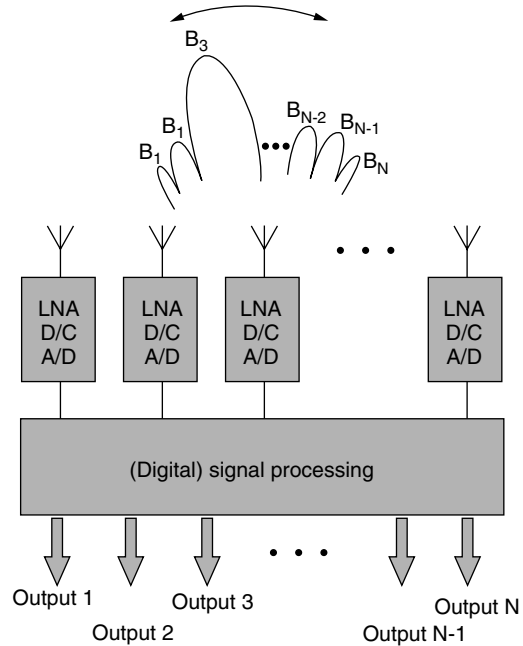 B3
B1
B1
BN-2
BN-1
BN
LNA
D/C
A/D
LNA
D/C
A/D
LNA
D/C
A/D
LNA
D/C
A/D
(Digital) signal processing
Output 1
Output 2
Output 3
Output N-1
Output N